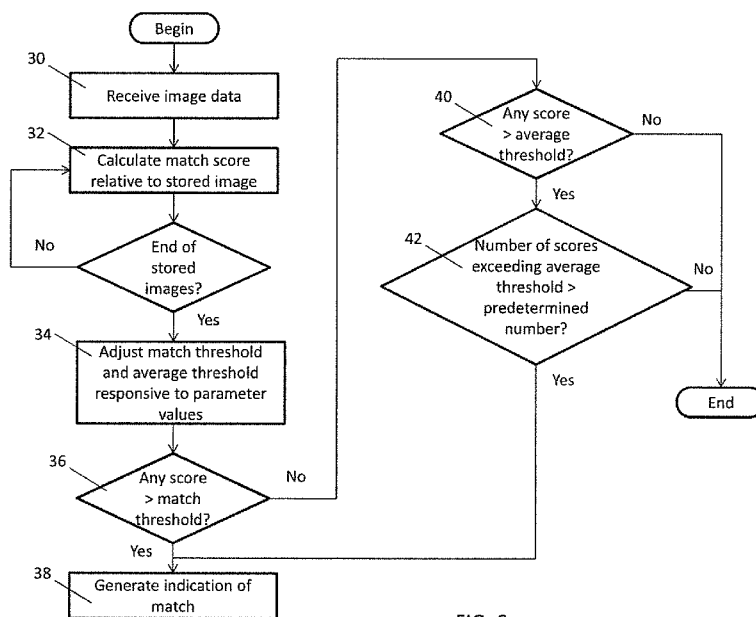 Begin
30
Receive image data
32
Calculate match score
relative to stored image
No
End of
stored
images?
Yes
34
Adjust match threshold
and average threshold
responsive to parameter
values
36
Any score
> match
threshold?
No
Yes
38
Generate indication of
match
40
Any score
> average
threshold?
No
Yes
42
Number of scores
exceeding average
threshold >
predetermined
number?
No
Yes
End